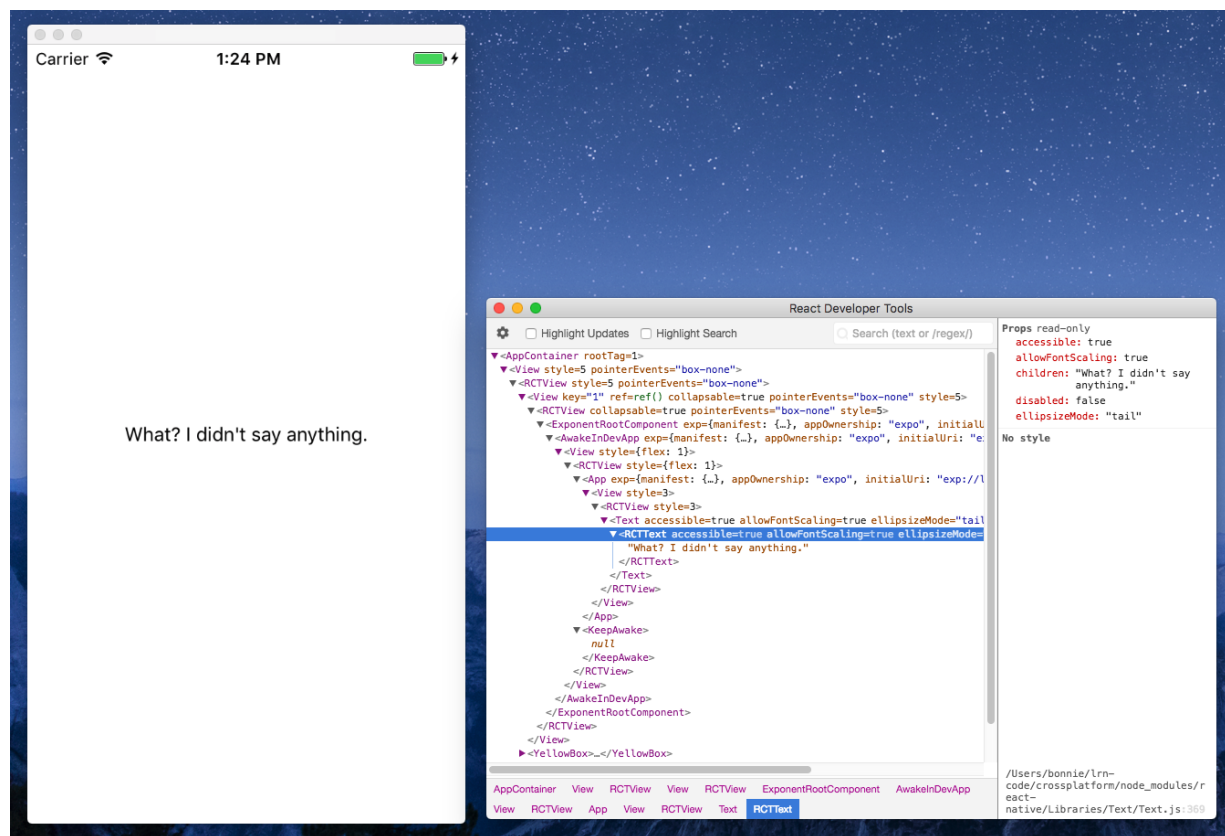 Carrier
1:24 PM
What? I didn't say anything.
React Developer Tools
Highlight Updates
Highlight Search
Search (text or /regex/)
<AppContainer rootTag=1>
<View style=5 pointerEvents="box-none">
<RCTView style=5 pointerEvents="box-none">
<View key="1" ref=ref() collapsable=true pointerEvents="box-none" style=5>
<RCTView collapsable=true pointerEvents="box-none" style=5>
<ExponentRootComponent exp={manifest: {…}, appOwnership: "expo", initialU
<AwakeInDevApp exp={manifest: {…}, appOwnership: "expo", initialUri: "e
<View style={flex: 1}>
<RCTView style={flex: 1}>
<App exp={manifest: {…}, appOwnership: "expo", initialUri: "exp://l
<View style=3>
<RCTView style=3>
<Text accessible=true allowFontScaling=true ellipsizeMode="tail
<RCTText accessible=true allowFontScaling=true ellipsizeMode=
"What? I didn't say anything."
</RCTText>
</Text>
</RCTView>
</View>
</App>
<KeepAwake>
null
</KeepAwake>
</RCTView>
</View>
</AwakeInDevApp>
</ExponentRootComponent>
</RCTView>
</View>
<YellowBox>…</YellowBox>
AppContainer View RCTView View RCTView ExponentRootComponent AwakeInDevApp
View RCTView App View RCTView Text RCTText
Props read-only
accessible: true
allowFontScaling: true
children: "What? I didn't say
anything."
disabled: false
ellipsizeMode: "tail"
No style
/Users/bonnie/lrn-
code/crossplatform/node_modules/r
eact-
native/Libraries/Text/Text.js:369